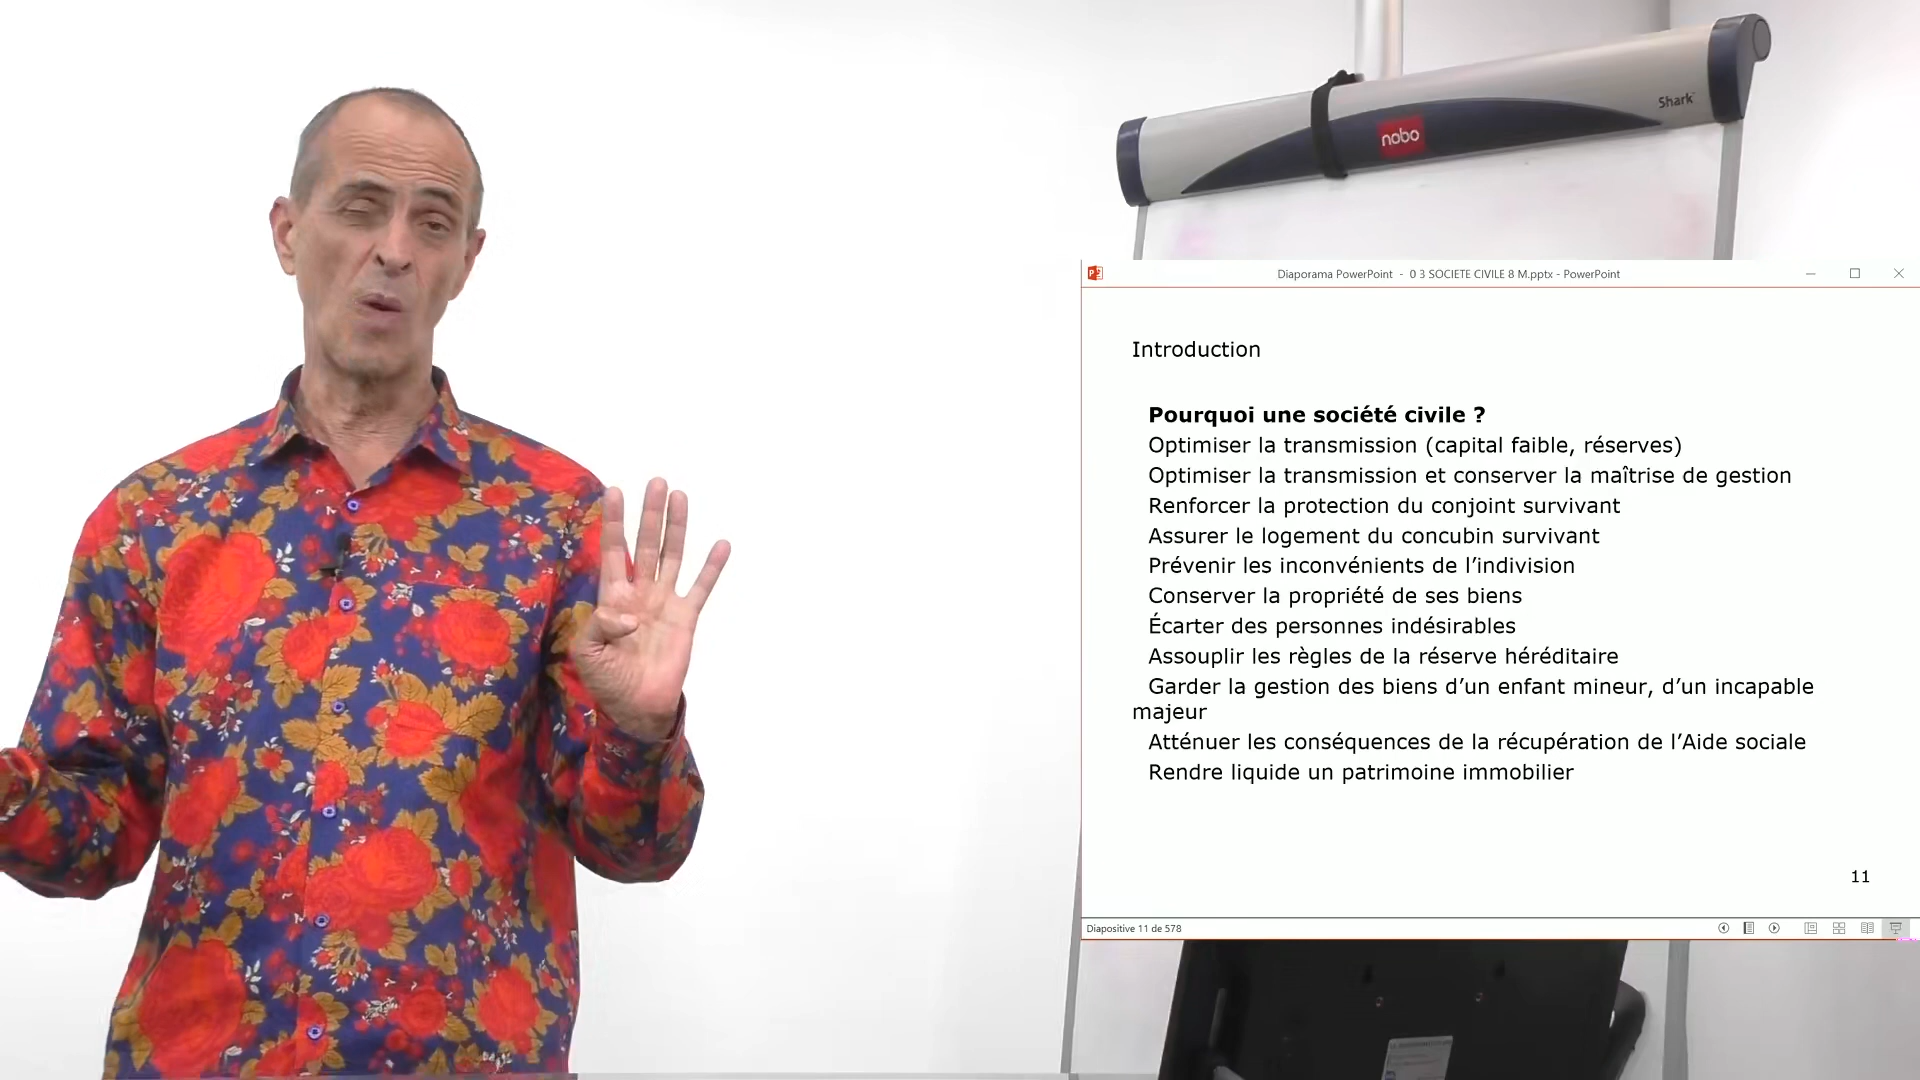 Shark
nobo
Diaporama PowerPoint - 0 3 SOCIETE CIVILE 8 M.pptx - PowerPoint
Introduction
Pourquoi une société civile ?
Optimiser la transmission (capital faible, réserves)
Optimiser la transmission et conserver la maîtrise de gestion
Renforcer la protection du conjoint survivant
Assurer le logement du concubin survivant
Prévenir les inconvénients de l’indivision
Conserver la propriété de ses biens
Écarter des personnes indésirables
Assouplir les règles de la réserve héréditaire
Garder la gestion des biens d’un enfant mineur, d’un incapable
majeur
Atténuer les conséquences de la récupération de l’Aide sociale
Rendre liquide un patrimoine immobilier
11
Diapositive 11 de 578